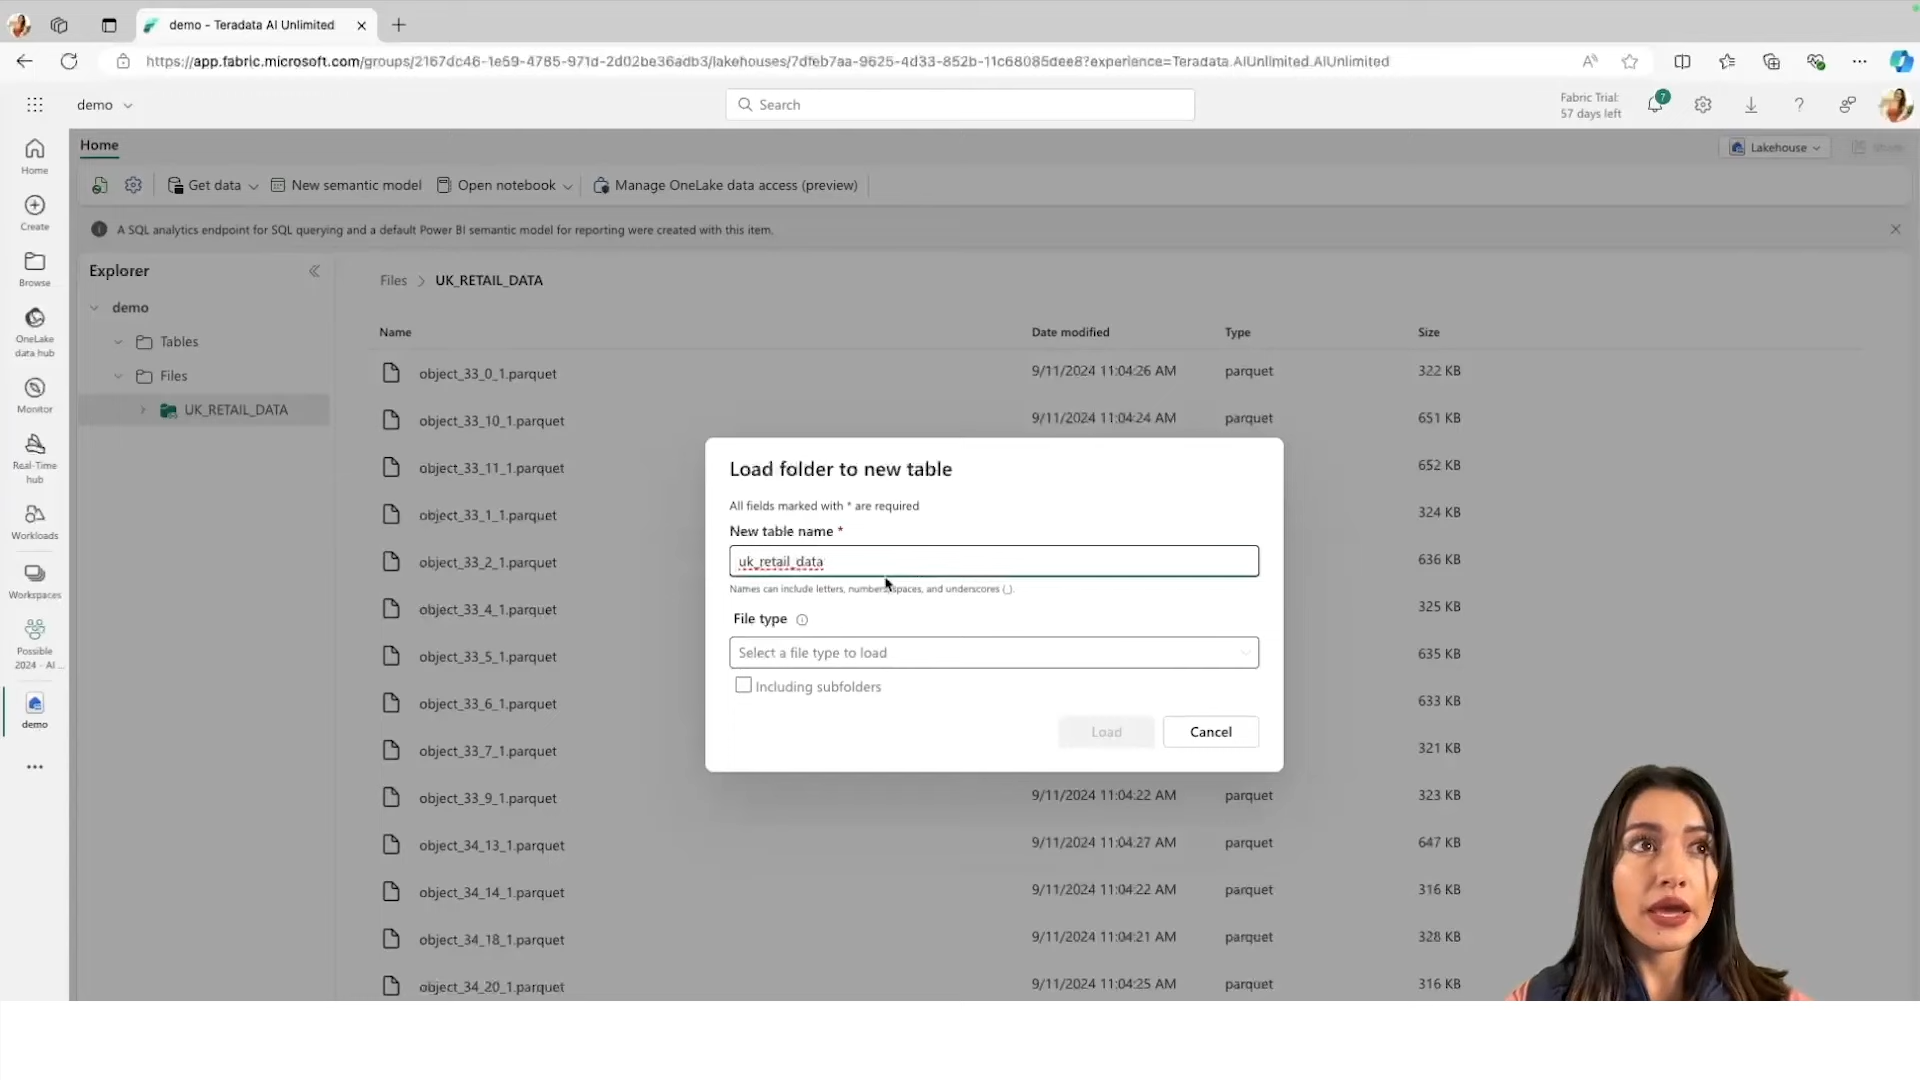 demo - Teradata AI Unlimited
https://app.fabric.microsoft.com/groups/2167dc46-1e59-4785-971d-2d02be36adb3/lakehouses/7dfeb7aa-9625-4d33-852b-11c68085dee8?experience=Teradata.AIUnlimited.AIUnlimited
demo
Search
Fabric Trial:
57 days left
7
Home
Lakehouse
Get data
New semantic model
Open notebook
Manage OneLake data access (preview)
A SQL analytics endpoint for SQL querying and a default Power BI semantic model for reporting were created with this item.
Home
Create
Browse
OneLake
data hub
Monitor
Real-Time
hub
Workloads
Workspaces
Possible
2024 - AI ...
demo
Explorer
demo
Tables
Files
UK_RETAIL_DATA
Files > UK_RETAIL_DATA
Name Date modified Type Size
object_33_0_1.parquet 9/11/2024 11:04:26 AM parquet 322 KB
object_33_10_1.parquet 9/11/2024 11:04:24 AM parquet 651 KB
object_33_11_1.parquet 652 KB
object_33_1_1.parquet 324 KB
object_33_2_1.parquet 636 KB
object_33_4_1.parquet 325 KB
object_33_5_1.parquet 635 KB
object_33_6_1.parquet 633 KB
object_33_7_1.parquet 321 KB
object_33_9_1.parquet 9/11/2024 11:04:22 AM parquet 323 KB
object_34_13_1.parquet 9/11/2024 11:04:27 AM parquet 647 KB
object_34_14_1.parquet 9/11/2024 11:04:22 AM parquet 316 KB
object_34_18_1.parquet 9/11/2024 11:04:21 AM parquet 328 KB
object_34_20_1.parquet 9/11/2024 11:04:25 AM parquet 316 KB
Load folder to new table
All fields marked with * are required
New table name *
uk_retail_data
Names can include letters, numbers, spaces, and underscores (_).
File type
Select a file type to load
Including subfolders
Load
Cancel